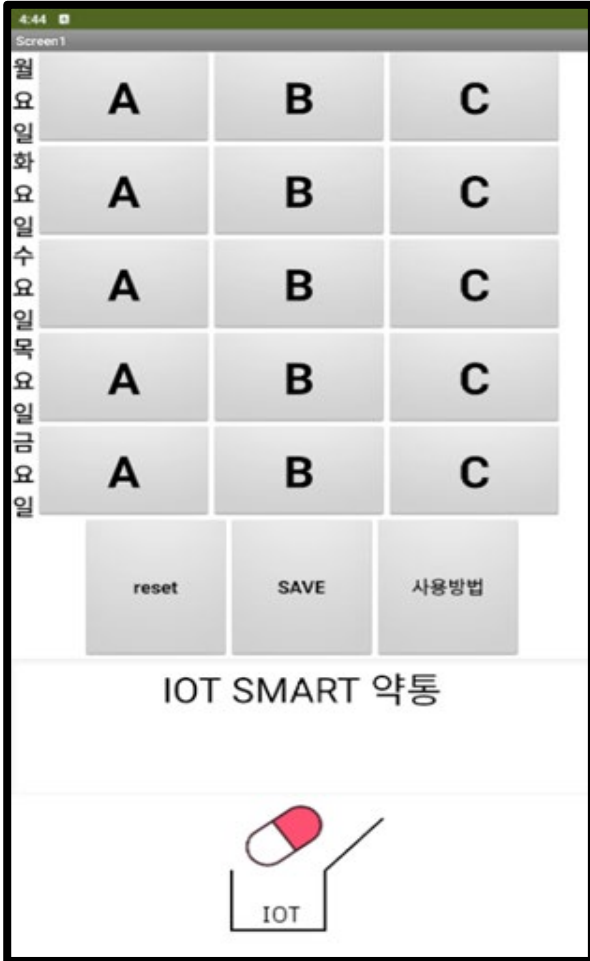 4:44
Screen1
월요일 A B C
화요일 A B C
수요일 A B C
목요일 A B C
금요일 A B C
reset SAVE 사용방법
IOT SMART 약통
IOT